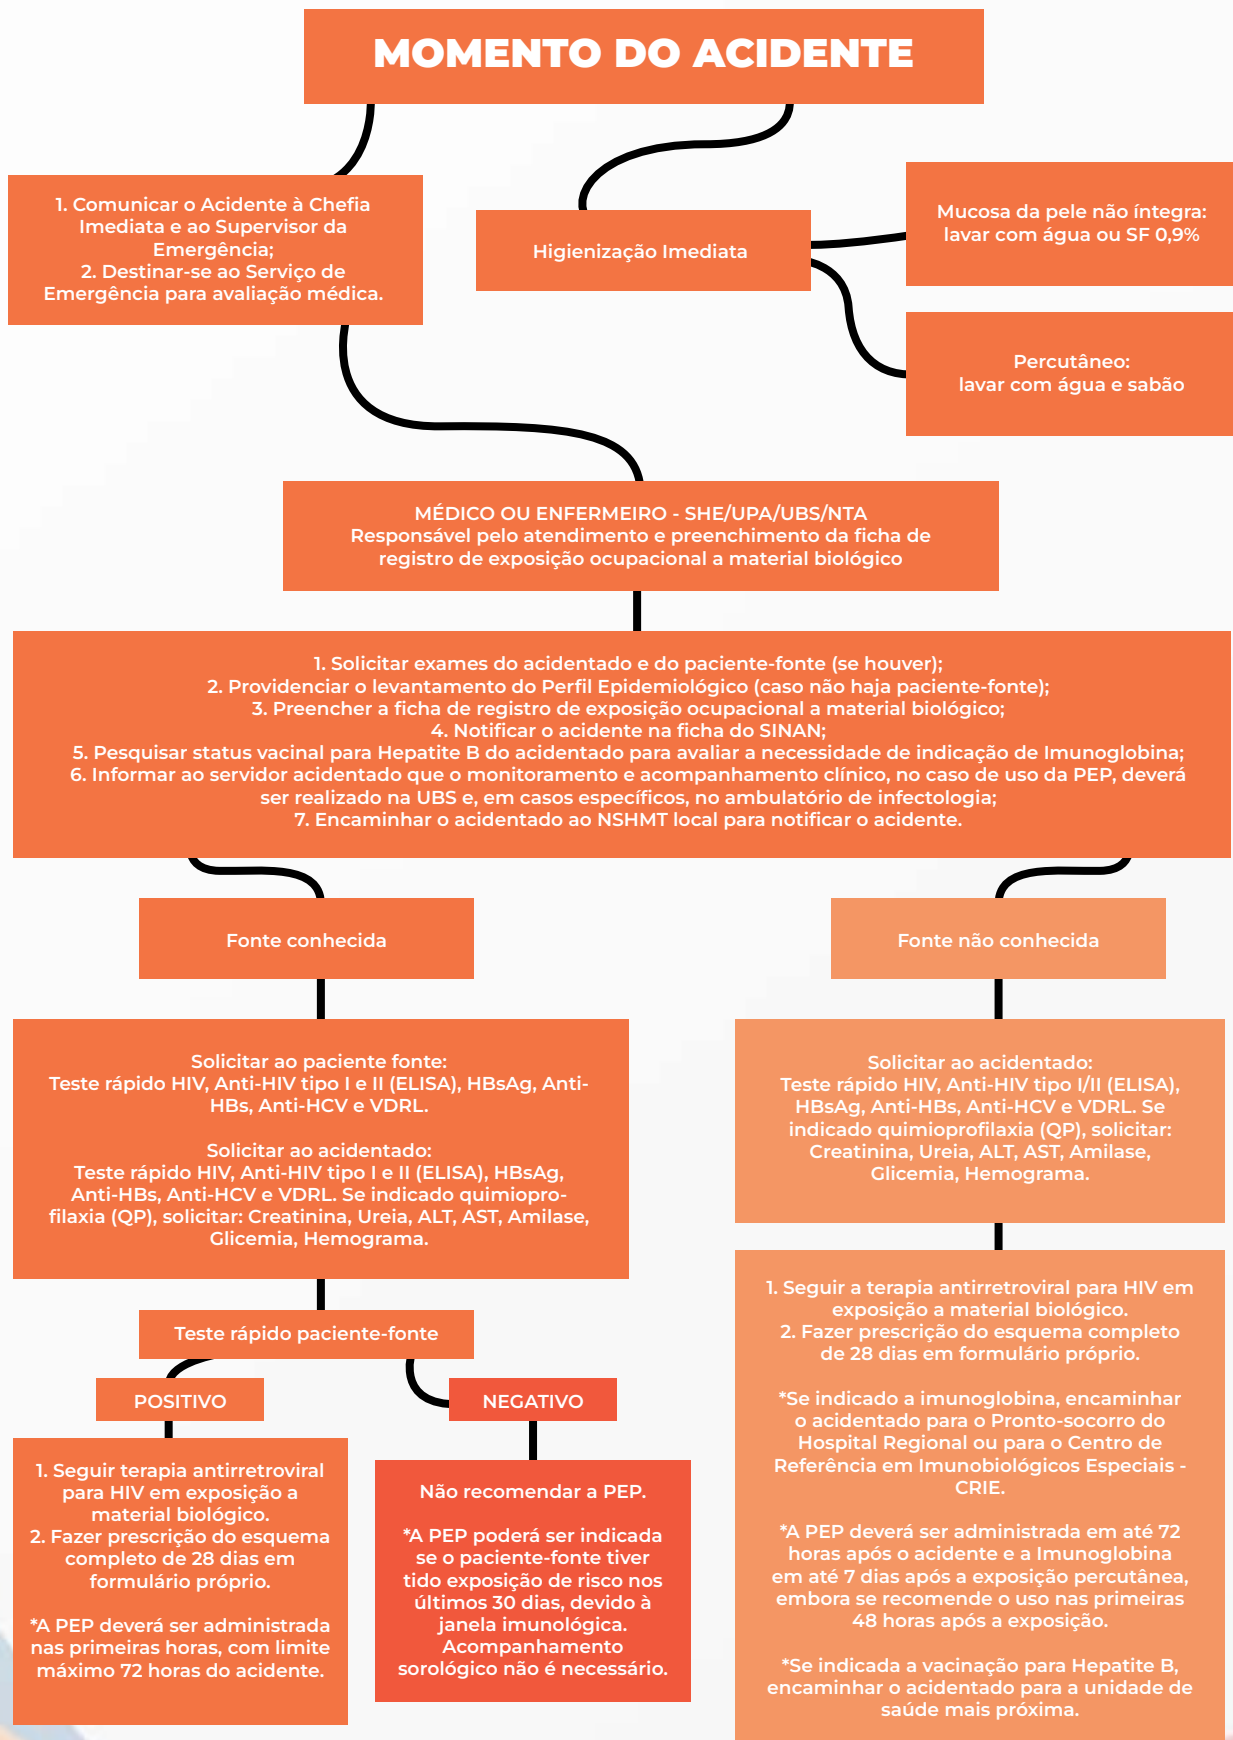 MOMENTO DO ACIDENTE
1. Comunicar o Acidente à Chefia
Imediata e ao Supervisor da
Emergência;
2. Destinar-se ao Serviço de
Emergência para avaliação médica.
Higienização Imediata
Mucosa da pele não íntegra:
lavar com água ou SF 0,9%
Percutâneo:
lavar com água e sabão
MÉDICO OU ENFERMEIRO - SHE/UPA/UBS/NTA
Responsável pelo atendimento e preenchimento da ficha de
registro de exposição ocupacional a material biológico
1. Solicitar exames do acidentado e do paciente-fonte (se houver);
2. Providenciar o levantamento do Perfil Epidemiológico (caso não haja paciente-fonte);
3. Preencher a ficha de registro de exposição ocupacional a material biológico;
4. Notificar o acidente na ficha do SINAN;
5. Pesquisar status vacinal para Hepatite B do acidentado para avaliar a necessidade de indicação de Imunoglobina;
6. Informar ao servidor acidentado que o monitoramento e acompanhamento clínico, no caso de uso da PEP, deverá
ser realizado na UBS e, em casos específicos, no ambulatório de infectologia;
7. Encaminhar o acidentado ao NSHMT local para notificar o acidente.
Fonte conhecida
Solicitar ao paciente fonte:
Teste rápido HIV, Anti-HIV tipo I e II (ELISA), HBsAg, Anti-
HBs, Anti-HCV e VDRL.
Solicitar ao acidentado:
Teste rápido HIV, Anti-HIV tipo I e II (ELISA), HBsAg,
Anti-HBs, Anti-HCV e VDRL. Se indicado quimiopro-
filaxia (QP), solicitar: Creatinina, Ureia, ALT, AST, Amilase,
Glicemia, Hemograma.
Teste rápido paciente-fonte
POSITIVO
1. Seguir terapia antirretroviral
para HIV em exposição a
material biológico.
2. Fazer prescrição do esquema
completo de 28 dias em
formulário próprio.
*A PEP deverá ser administrada
nas primeiras horas, com limite
máximo 72 horas do acidente.
NEGATIVO
Não recomendar a PEP.
*A PEP poderá ser indicada
se o paciente-fonte tiver
tido exposição de risco nos
últimos 30 dias, devido à
janela imunológica.
Acompanhamento
sorológico não é necessário.
Fonte não conhecida
Solicitar ao acidentado:
Teste rápido HIV, Anti-HIV tipo I/II (ELISA),
HBsAg, Anti-HBs, Anti-HCV e VDRL. Se
indicado quimioprofilaxia (QP), solicitar:
Creatinina, Ureia, ALT, AST, Amilase,
Glicemia, Hemograma.
1. Seguir a terapia antirretroviral para HIV em
exposição a material biológico.
2. Fazer prescrição do esquema completo
de 28 dias em formulário próprio.
*Se indicado a imunoglobina, encaminhar
o acidentado para o Pronto-socorro do
Hospital Regional ou para o Centro de
Referência em Imunobiológicos Especiais -
CRIE.
*A PEP deverá ser administrada em até 72
horas após o acidente e a Imunoglobina
em até 7 dias após a exposição percutânea,
embora se recomende o uso nas primeiras
48 horas após a exposição.
*Se indicada a vacinação para Hepatite B,
encaminhar o acidentado para a unidade de
saúde mais próxima.